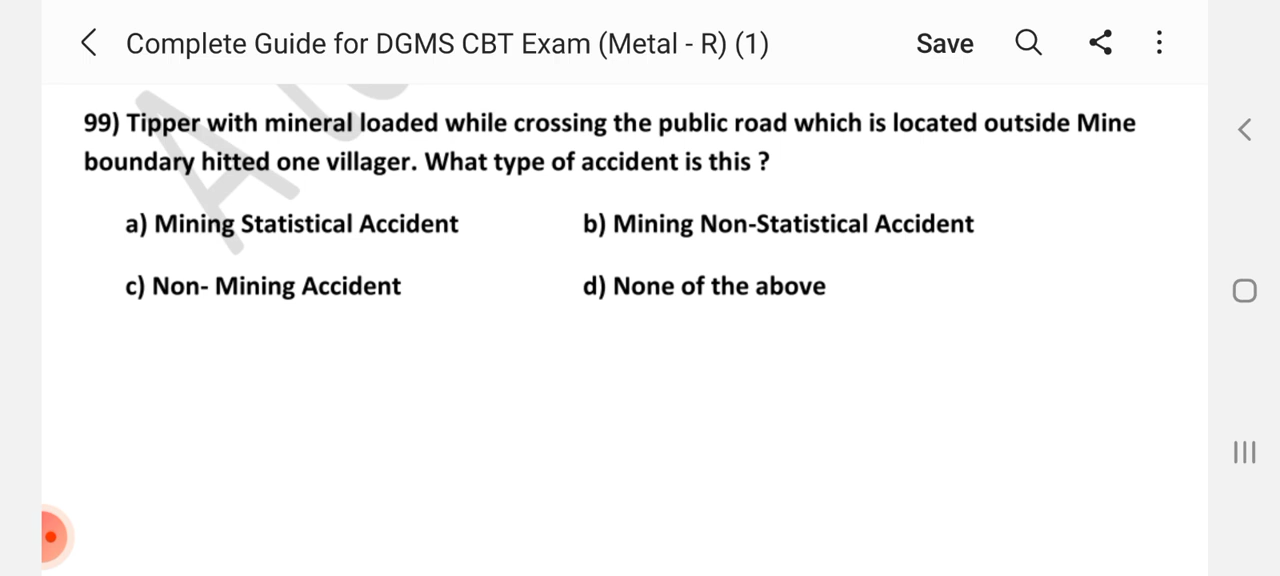 Complete Guide for DGMS CBT Exam (Metal - R) (1) Save
99) Tipper with mineral loaded while crossing the public road which is located outside Mine
boundary hitted one villager. What type of accident is this ?
a) Mining Statistical Accident b) Mining Non-Statistical Accident
c) Non- Mining Accident d) None of the above